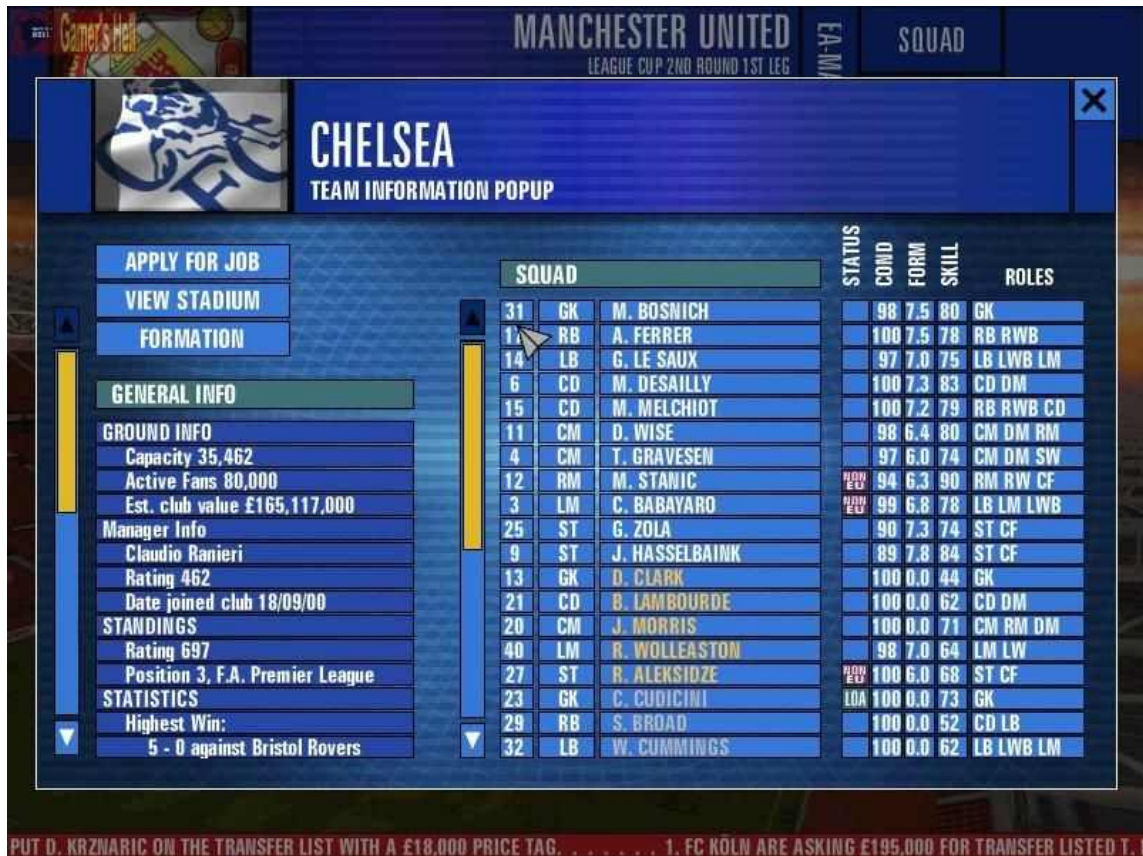 Gamer's Hell
MANCHESTER UNITED
LEAGUE CUP 2ND ROUND 1ST LEG
EA-MA
SQUAD
CHELSEA
TEAM INFORMATION POPUP
APPLY FOR JOB
VIEW STADIUM
FORMATION
GENERAL INFO
GROUND INFO
Capacity 35,462
Active Fans 80,000
Est. club value £165,117,000
Manager Info
Claudio Ranieri
Rating 462
Date joined club 18/09/00
STANDINGS
Rating 697
Position 3, F.A. Premier League
STATISTICS
Highest Win:
5 - 0 against Bristol Rovers
SQUAD STATUS COND FORM SKILL ROLES
31 GK M. BOSNICH 98 7.5 80 GK
17 RB A. FERRER 100 7.5 78 RB RWB
14 LB G. LE SAUX 97 7.0 75 LB LWB LM
6 CD M. DESAILLY 100 7.3 83 CD DM
15 CD M. MELCHIOT 100 7.2 79 RB RWB CD
11 CM D. WISE 98 6.4 80 CM DM RM
4 CM T. GRAVESEN 97 6.0 74 CM DM SW
12 RM M. STANIC NON EU 94 6.3 90 RM RW CF
3 LM C. BABAYARO NON EU 99 6.8 78 LB LM LWB
25 ST G. ZOLA 90 7.3 74 ST CF
9 ST J. HASSELBAINK 89 7.8 84 ST CF
13 GK D. CLARK 100 0.0 44 GK
21 CD B. LAMBOURDE 100 0.0 62 CD DM
20 CM J. MORRIS 100 0.0 71 CM RM DM
40 LM R. WOLLEASTON 98 7.0 64 LM LW
27 ST R. ALEKSIDZE NON EU 100 6.0 68 ST CF
23 GK C. CUDICINI LOA 100 0.0 73 GK
29 RB S. BROAD 100 0.0 52 CD LB
32 LB W. CUMMINGS 100 0.0 62 LB LWB LM
PUT D. KRZNARIC ON THE TRANSFER LIST WITH A £18,000 PRICE TAG. . . . . . . 1. FC KÖLN ARE ASKING £195,000 FOR TRANSFER LISTED T.